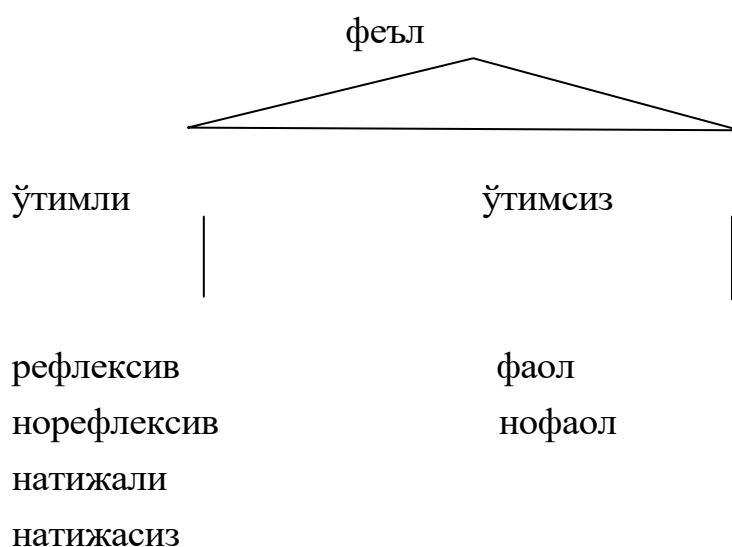 феъл
ўтимли ўтимсиз
рефлексив фаол
норефлексив нофаол
натижали
натижасиз